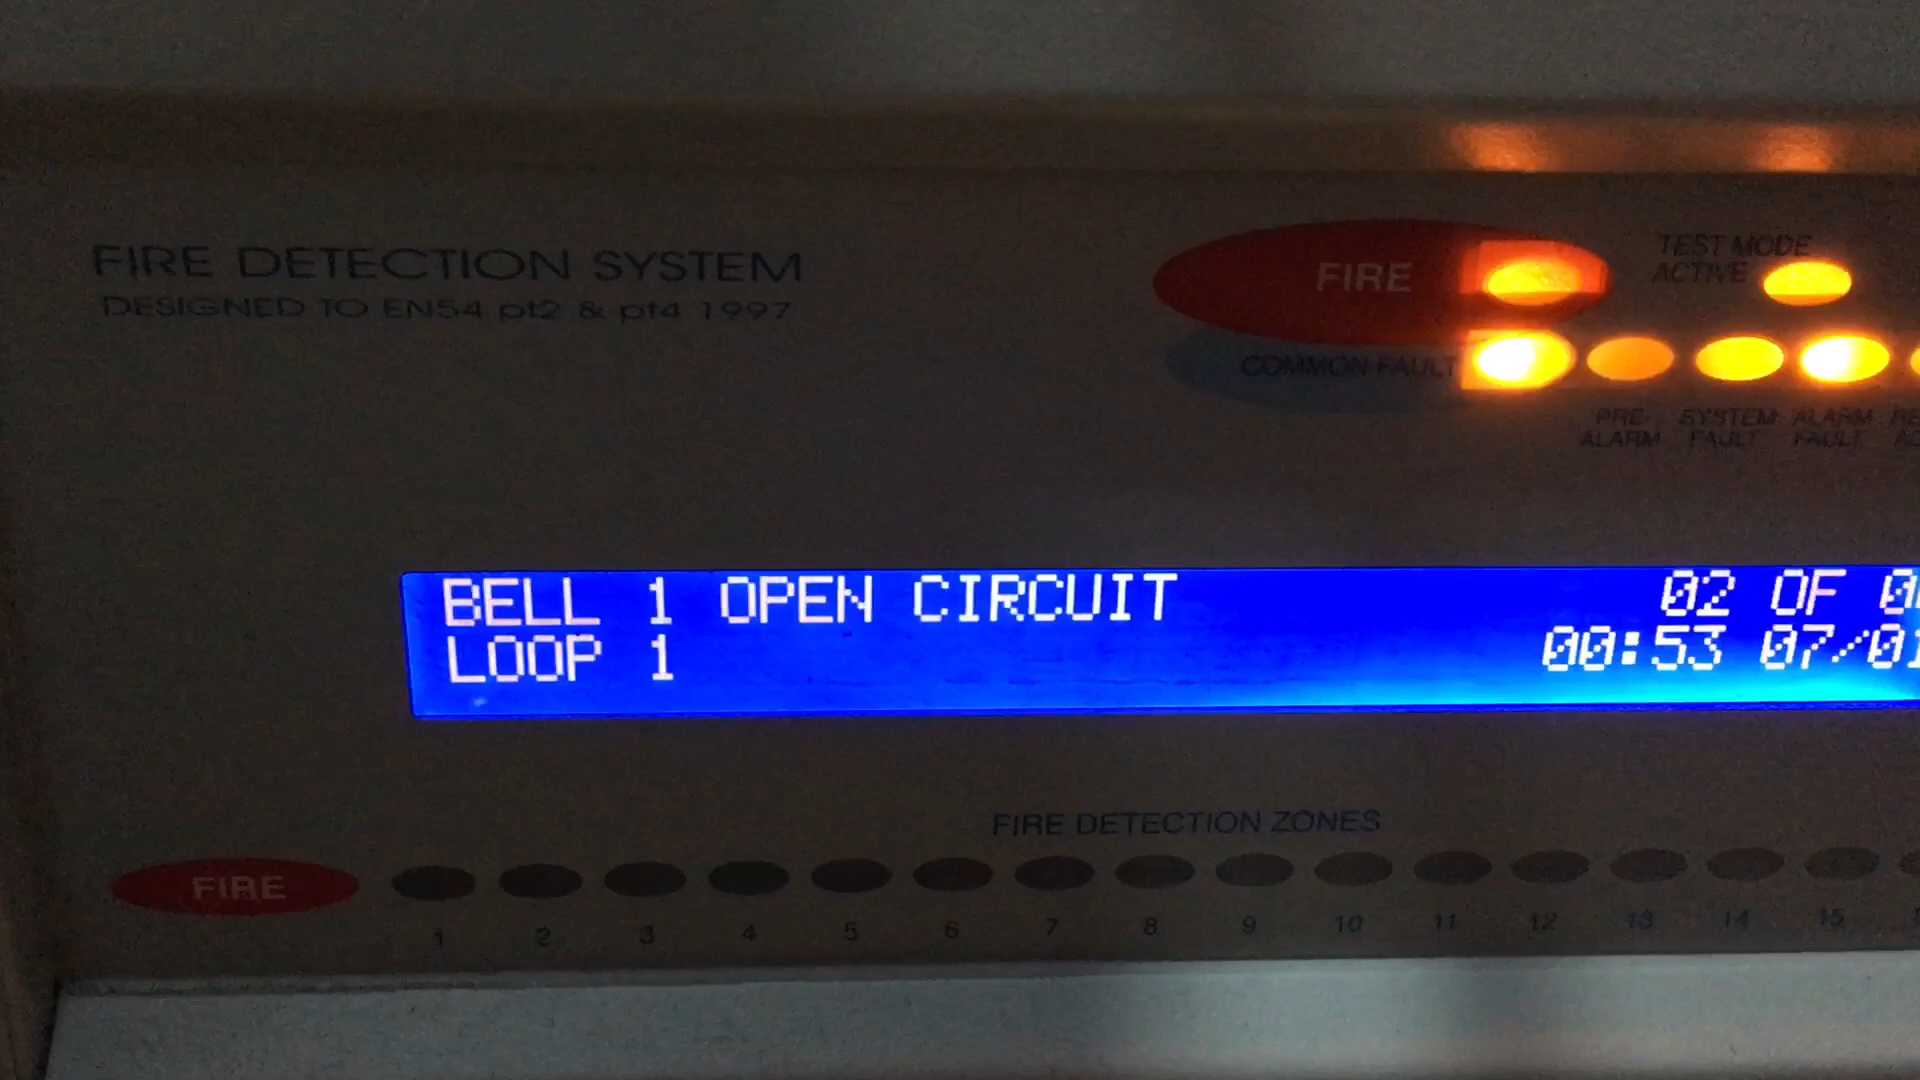 FIRE DETECTION SYSTEM
DESIGNED TO EN54 pt2 & pt4 1997
FIRE
TEST MODE
ACTIVE
COMMON FAULT
PRE-
ALARM
SYSTEM
FAULT
ALARM
FAULT
BELL 1 OPEN CIRCUIT
02 OF
LOOP 1
00:53 07/01
FIRE DETECTION ZONES
FIRE
1 2 3 4 5 6 7 8 9 10 11 12 13 14 15